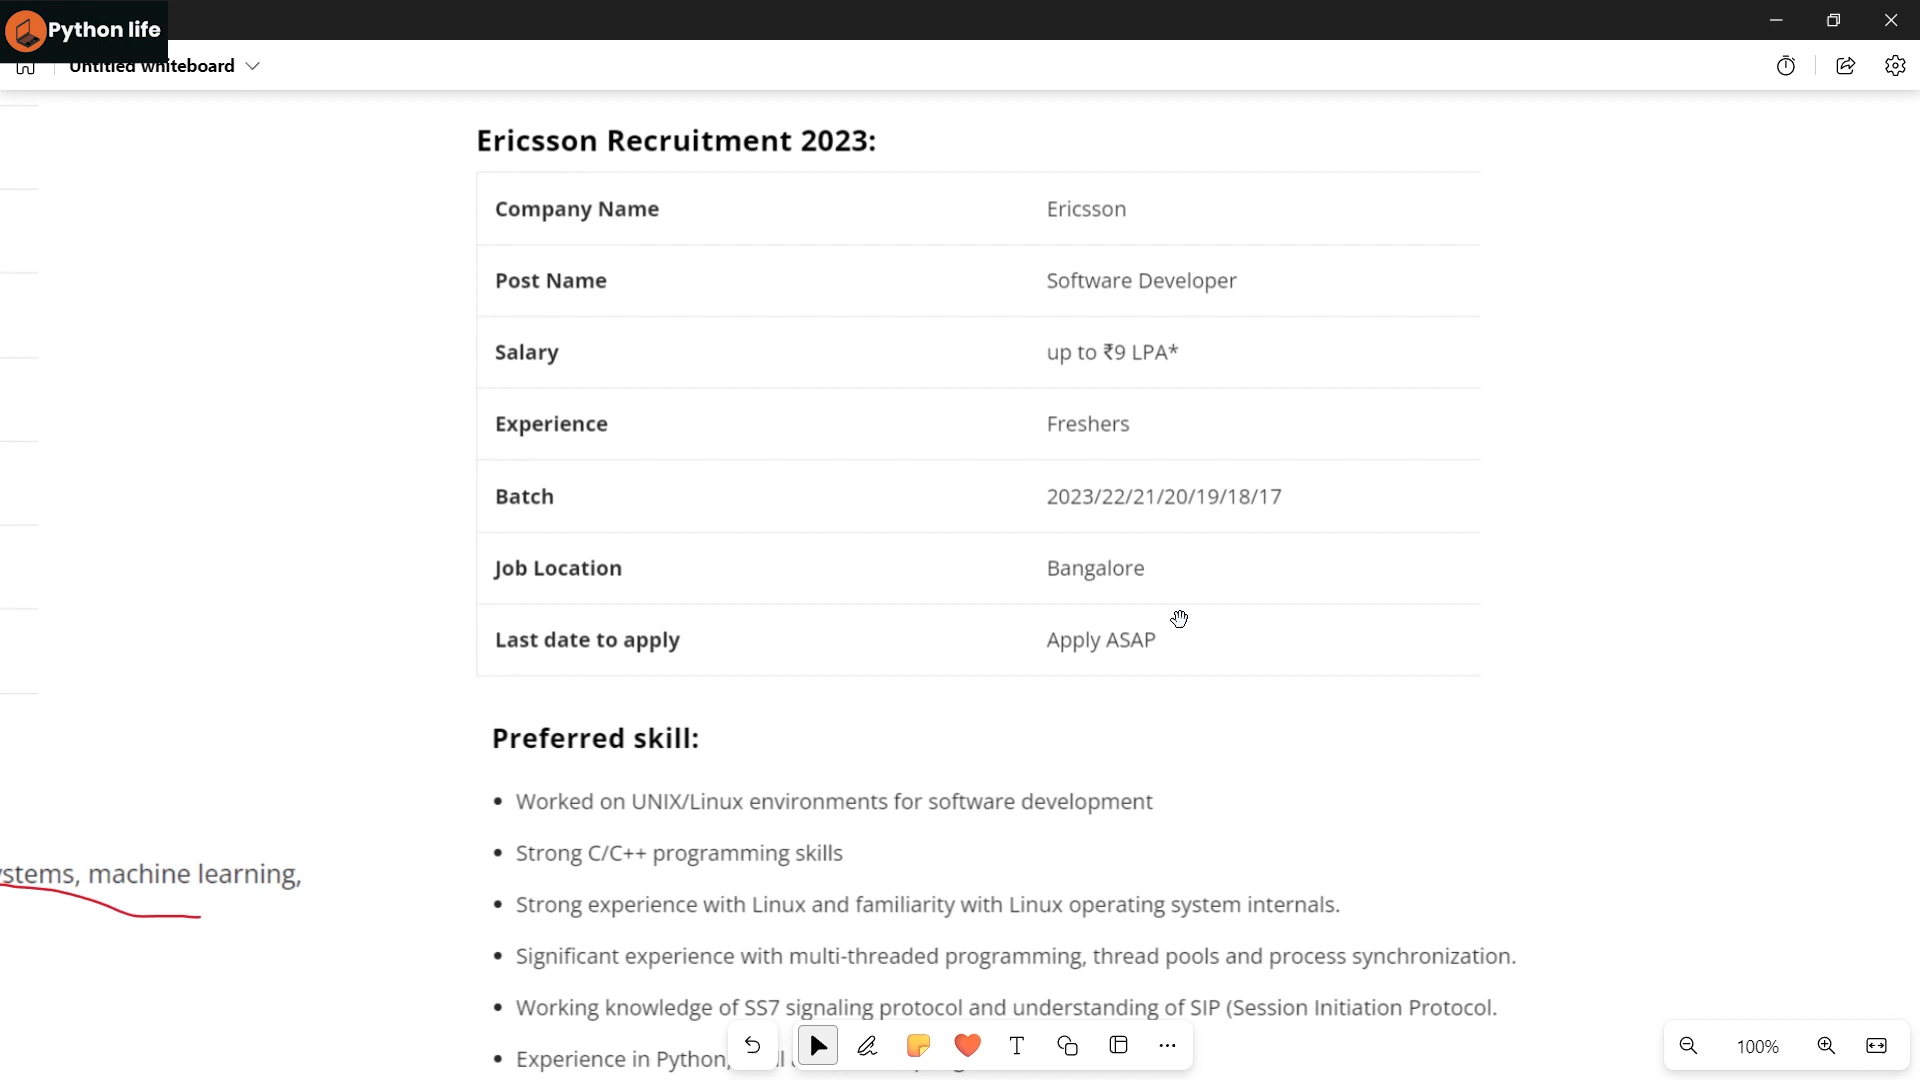 Python life
Untitled whiteboard
Ericsson Recruitment 2023:
Company Name Ericsson
Post Name Software Developer
Salary up to ₹9 LPA*
Experience Freshers
Batch 2023/22/21/20/19/18/17
Job Location Bangalore
Last date to apply Apply ASAP
Preferred skill:
• Worked on UNIX/Linux environments for software development
• Strong C/C++ programming skills
ystems, machine learning,
• Strong experience with Linux and familiarity with Linux operating system internals.
• Significant experience with multi-threaded programming, thread pools and process synchronization.
• Working knowledge of SS7 signaling protocol and understanding of SIP (Session Initiation Protocol.
• Experience in Python,
100%